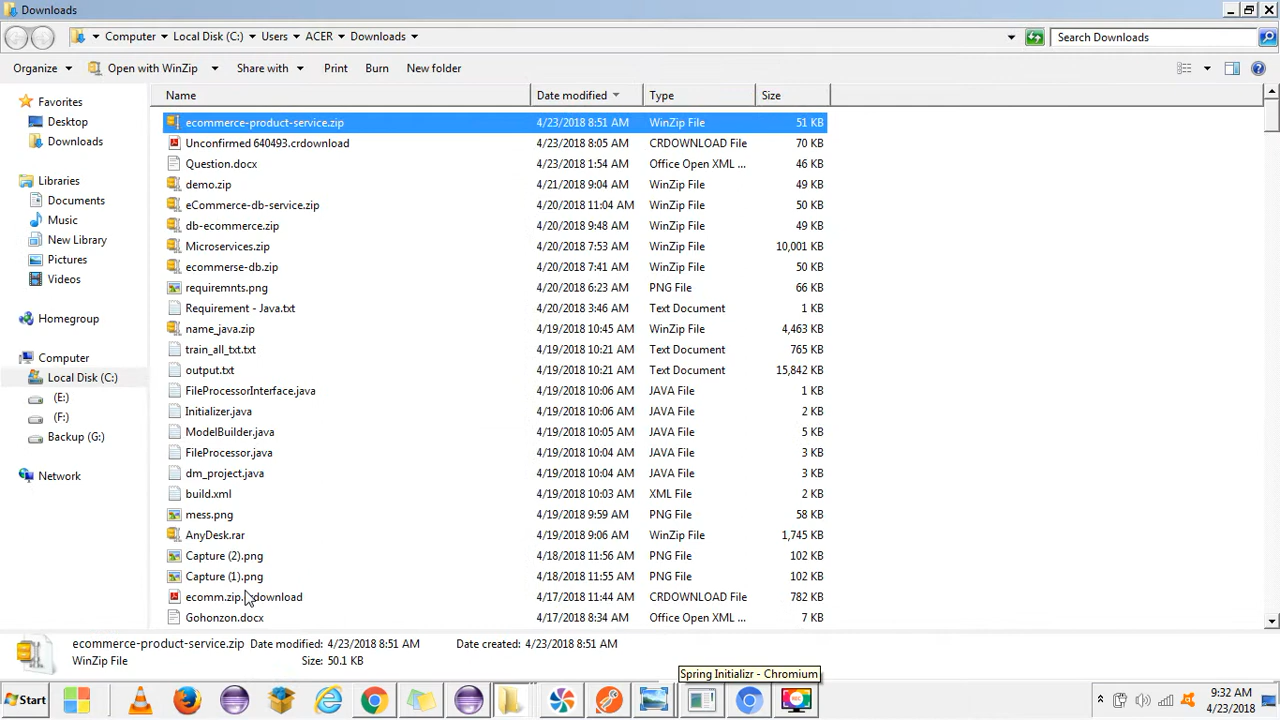 Downloads
Computer Local Disk (C:) Users ACER Downloads Search Downloads
Organize Open with WinZip Share with Print Burn New folder
Name Date modified Type Size
Favorites
Desktop
Downloads
Libraries
Documents
Music
New Library
Pictures
Videos
Homegroup
Computer
Local Disk (C:)
(E:)
(F:)
Backup (G:)
Network
ecommerce-product-service.zip 4/23/2018 8:51 AM WinZip File 51 KB
Unconfirmed 640493.crdownload 4/23/2018 8:05 AM CRDOWNLOAD File 70 KB
Question.docx 4/23/2018 1:54 AM Office Open XML ... 46 KB
demo.zip 4/21/2018 9:04 AM WinZip File 49 KB
eCommerce-db-service.zip 4/20/2018 11:04 AM WinZip File 50 KB
db-ecommerce.zip 4/20/2018 9:48 AM WinZip File 49 KB
Microservices.zip 4/20/2018 7:53 AM WinZip File 10,001 KB
ecommerse-db.zip 4/20/2018 7:41 AM WinZip File 50 KB
requiremnts.png 4/20/2018 6:23 AM PNG File 66 KB
Requirement - Java.txt 4/20/2018 3:46 AM Text Document 1 KB
name_java.zip 4/19/2018 10:45 AM WinZip File 4,463 KB
train_all_txt.txt 4/19/2018 10:21 AM Text Document 765 KB
output.txt 4/19/2018 10:21 AM Text Document 15,842 KB
FileProcessorInterface.java 4/19/2018 10:06 AM JAVA File 1 KB
Initializer.java 4/19/2018 10:06 AM JAVA File 2 KB
ModelBuilder.java 4/19/2018 10:05 AM JAVA File 5 KB
FileProcessor.java 4/19/2018 10:04 AM JAVA File 3 KB
dm_project.java 4/19/2018 10:04 AM JAVA File 3 KB
build.xml 4/19/2018 10:03 AM XML File 2 KB
mess.png 4/19/2018 9:59 AM PNG File 58 KB
AnyDesk.rar 4/19/2018 9:06 AM WinZip File 1,745 KB
Capture (2).png 4/18/2018 11:56 AM PNG File 102 KB
Capture (1).png 4/18/2018 11:55 AM PNG File 102 KB
ecomm.zip.crdownload 4/17/2018 11:44 AM CRDOWNLOAD File 782 KB
Gohonzon.docx 4/17/2018 8:34 AM Office Open XML ... 7 KB
ecommerce-product-service.zip Date modified: 4/23/2018 8:51 AM Date created: 4/23/2018 8:51 AM
WinZip File Size: 50.1 KB
Spring Initializr - Chromium
Start
9:32 AM
4/23/2018